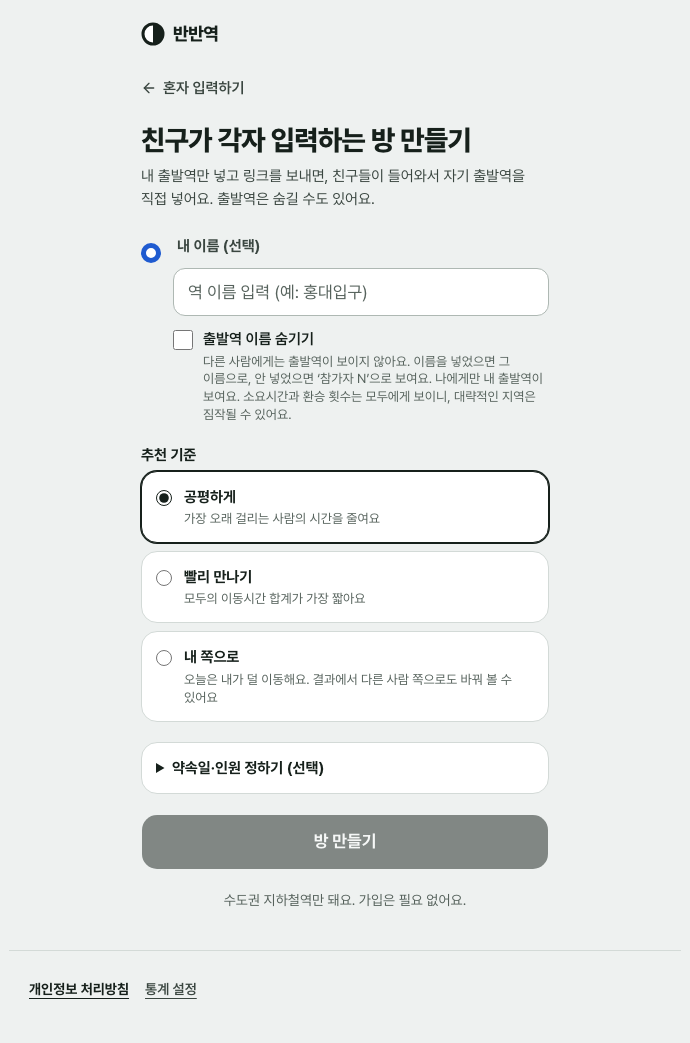 반반역
← 혼자 입력하기
친구가 각자 입력하는 방 만들기
내 출발역만 넣고 링크를 보내면, 친구들이 들어와서 자기 출발역을
직접 넣어요. 출발역은 숨길 수도 있어요.
내 이름 (선택)
역 이름 입력 (예: 홍대입구)
출발역 이름 숨기기
다른 사람에게는 출발역이 보이지 않아요. 이름을 넣었으면 그
이름으로, 안 넣었으면 ‘참가자 N’으로 보여요. 나에게만 내 출발역이
보여요. 소요시간과 환승 횟수는 모두에게 보이니, 대략적인 지역은
짐작될 수 있어요.
추천 기준
공평하게
가장 오래 걸리는 사람의 시간을 줄여요
빨리 만나기
모두의 이동시간 합계가 가장 짧아요
내 쪽으로
오늘은 내가 덜 이동해요. 결과에서 다른 사람 쪽으로도 바꿔 볼 수
있어요
▶ 약속일·인원 정하기 (선택)
방 만들기
수도권 지하철역만 돼요. 가입은 필요 없어요.
개인정보 처리방침 통계 설정